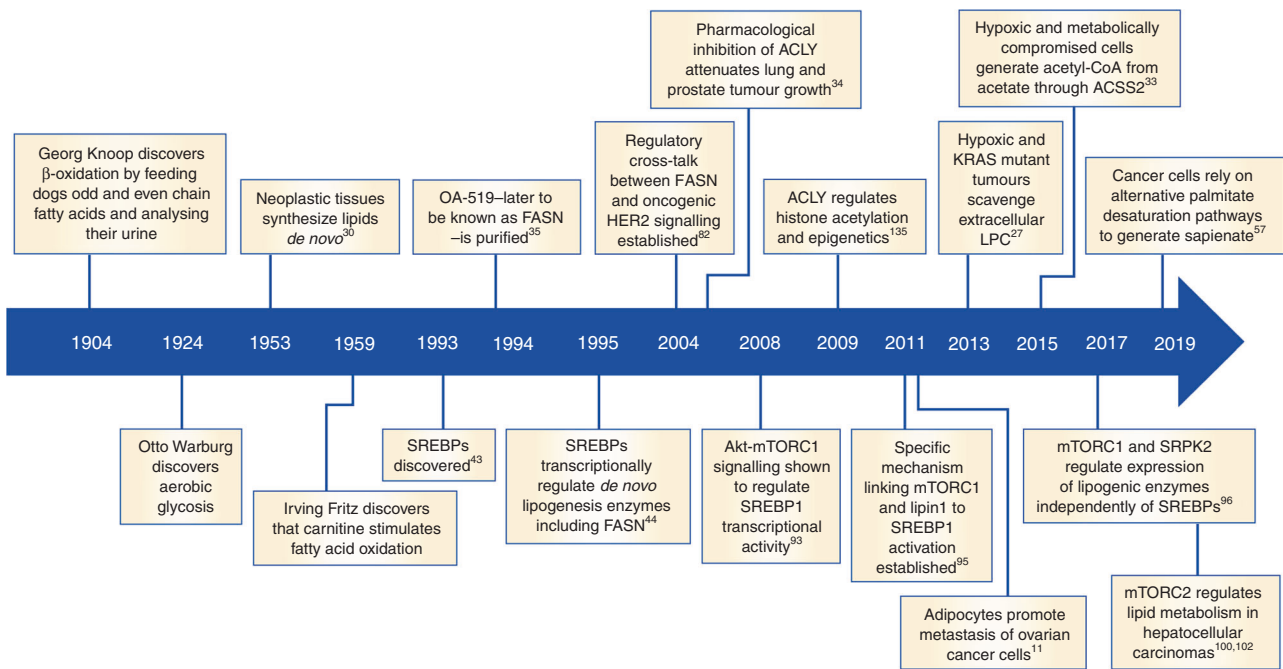 Pharmacological
inhibition of ACLY
attenuates lung and
prostate tumour growth34
Hypoxic and metabolically
compromised cells
generate acetyl-CoA from
acetate through ACSS233
Georg Knoop discovers
β-oxidation by feeding
dogs odd and even chain
fatty acids and analysing
their urine
Neoplastic tissues
synthesize lipids
de novo30
OA-519–later to
be known as FASN
–is purified35
Regulatory
cross-talk
between FASN
and oncogenic
HER2 signalling
established82
ACLY regulates
histone acetylation
and epigenetics135
Hypoxic and
KRAS mutant
tumours
scavenge
extracellular
LPC27
Cancer cells rely on
alternative palmitate
desaturation pathways
to generate sapienate57
1904 1924 1953 1959 1993 1994 1995 2004 2008 2009 2011 2013 2015 2017 2019
Otto Warburg
discovers
aerobic
glycosis
Irving Fritz discovers
that carnitine stimulates
fatty acid oxidation
SREBPs
discovered43
SREBPs
transcriptionally
regulate de novo
lipogenesis enzymes
including FASN44
Akt-mTORC1
signalling shown
to regulate
SREBP1
transcriptional
activity93
Specific
mechanism
linking mTORC1
and lipin1 to
SREBP1
activation
established95
Adipocytes promote
metastasis of ovarian
cancer cells11
mTORC1 and SRPK2
regulate expression
of lipogenic enzymes
independently of SREBPs96
mTORC2 regulates
lipid metabolism in
hepatocellular
carcinomas100,102